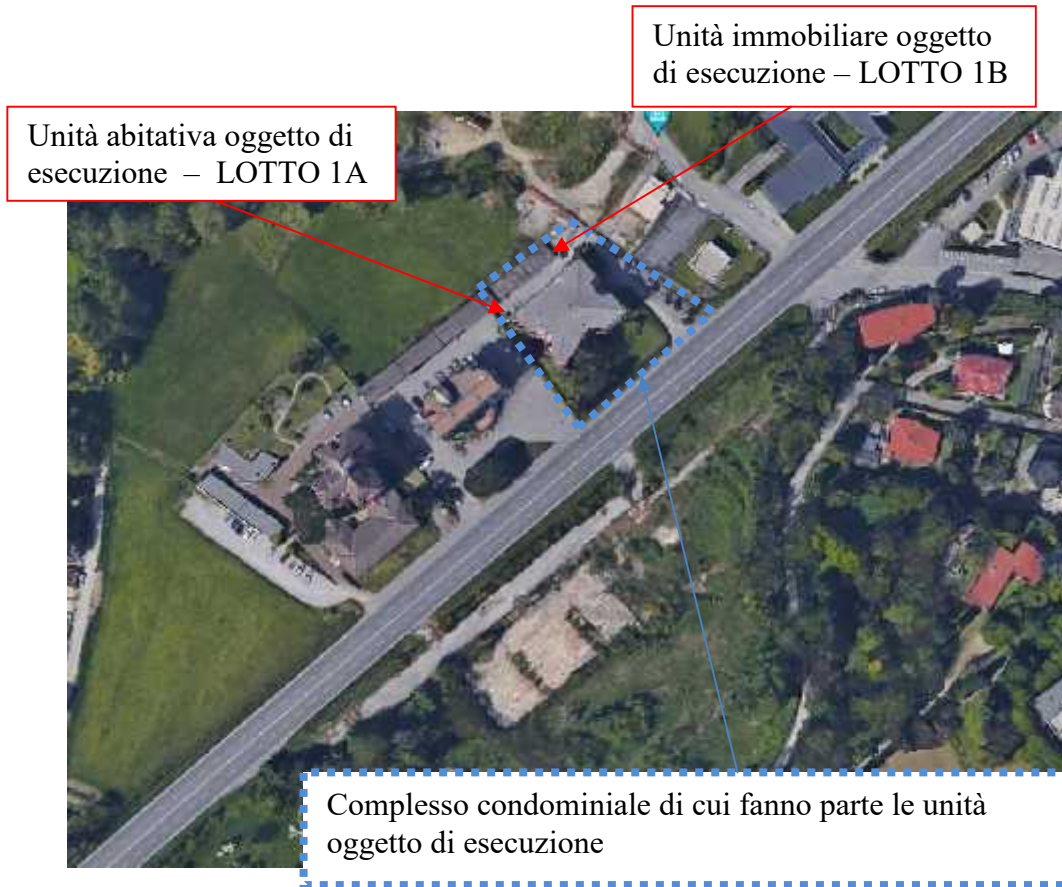 Unità immobiliare oggetto
di esecuzione – LOTTO 1B
Unità abitativa oggetto di
esecuzione – LOTTO 1A
Complesso condominiale di cui fanno parte le unità
oggetto di esecuzione